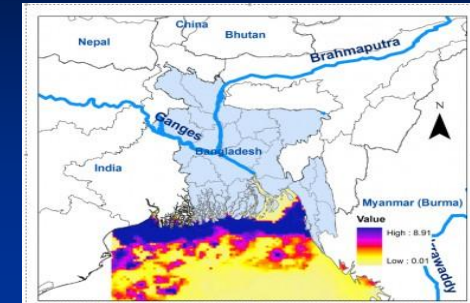 China
Nepal
Bhutan
Brahmaputra
Ganges
N
Bangladesh
India
Myanmar (Burma)
Value
High : 8.91
Low : 0.01